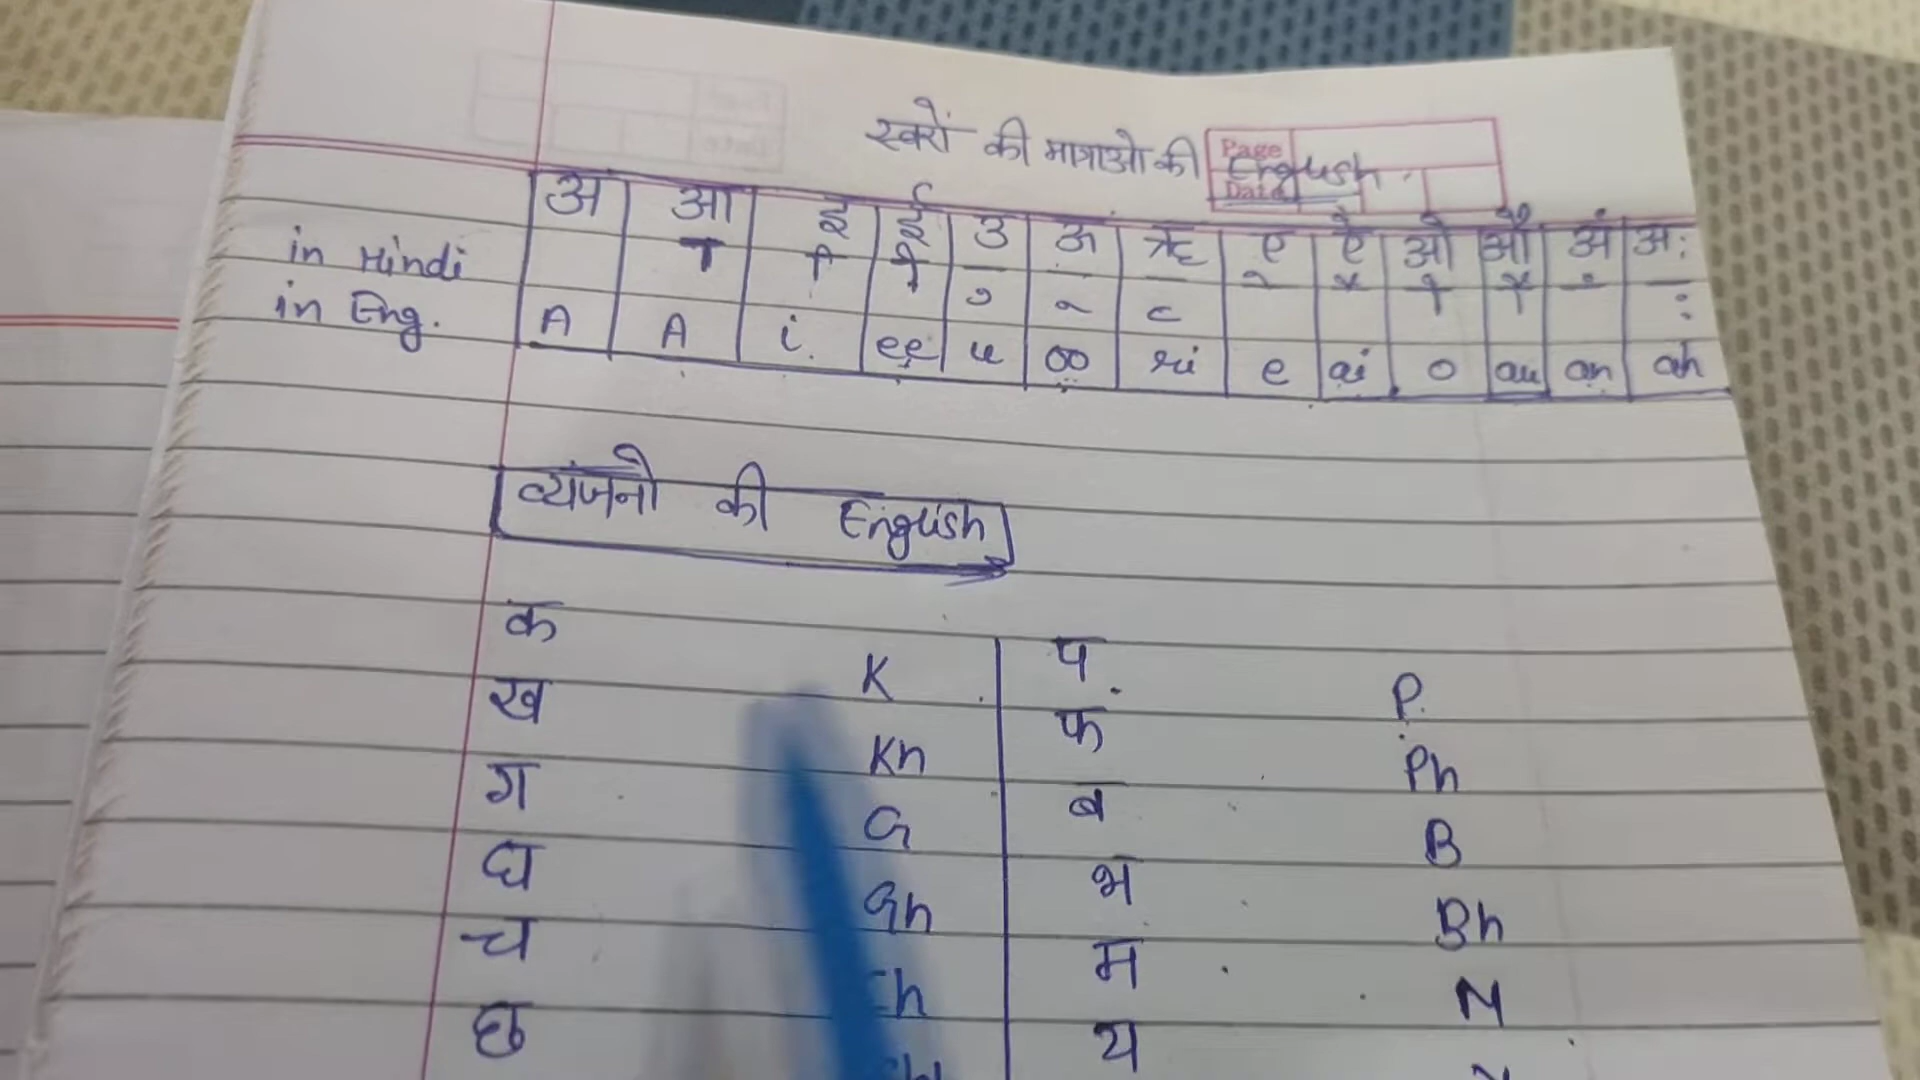 स्वरों की मात्राओ की English.
Page
Date
अ आ इ ई उ ऊ ऋ ए ऐ ओ औ अं अ:
in Hindi ा ि ी ु ू ृ े ै ो ौ ं :
in Eng. A A i. ee u oo ri e ai o au an ah
व्यंजनो की English
क K प P.
ख Kh फ Ph
ग G ब B
घ Gh भ Bh
च Ch म M
छ य